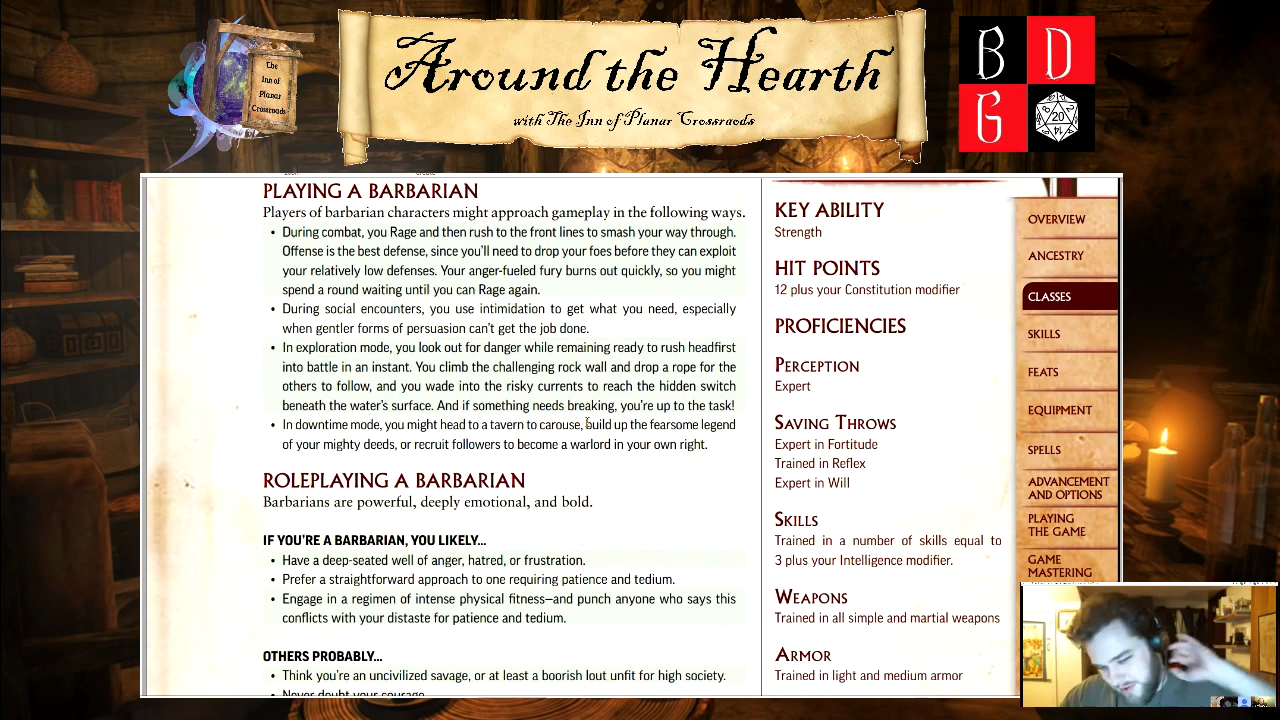 The
Inn of
Planar
Crossroads
Around the Hearth
with The Inn of Planar Crossroads
B D
G 20
14
PLAYING A BARBARIAN
Players of barbarian characters might approach gameplay in the following ways.
• During combat, you Rage and then rush to the front lines to smash your way through.
Offense is the best defense, since you'll need to drop your foes before they can exploit
your relatively low defenses. Your anger-fueled fury burns out quickly, so you might
spend a round waiting until you can Rage again.
• During social encounters, you use intimidation to get what you need, especially
when gentler forms of persuasion can't get the job done.
• In exploration mode, you look out for danger while remaining ready to rush headfirst
into battle in an instant. You climb the challenging rock wall and drop a rope for the
others to follow, and you wade into the risky currents to reach the hidden switch
beneath the water's surface. And if something needs breaking, you're up to the task!
• In downtime mode, you might head to a tavern to carouse, build up the fearsome legend
of your mighty deeds, or recruit followers to become a warlord in your own right.
ROLEPLAYING A BARBARIAN
Barbarians are powerful, deeply emotional, and bold.
IF YOU'RE A BARBARIAN, YOU LIKELY...
• Have a deep-seated well of anger, hatred, or frustration.
• Prefer a straightforward approach to one requiring patience and tedium.
• Engage in a regimen of intense physical fitness—and punch anyone who says this
conflicts with your distaste for patience and tedium.
OTHERS PROBABLY...
• Think you're an uncivilized savage, or at least a boorish lout unfit for high society.
• Never doubt your courage
KEY ABILITY
Strength
HIT POINTS
12 plus your Constitution modifier
PROFICIENCIES
PERCEPTION
Expert
SAVING THROWS
Expert in Fortitude
Trained in Reflex
Expert in Will
SKILLS
Trained in a number of skills equal to
3 plus your Intelligence modifier.
WEAPONS
Trained in all simple and martial weapons
ARMOR
Trained in light and medium armor
OVERVIEW
ANCESTRY
CLASSES
SKILLS
FEATS
EQUIPMENT
SPELLS
ADVANCEMENT
AND OPTIONS
PLAYING
THE GAME
GAME
MASTERING